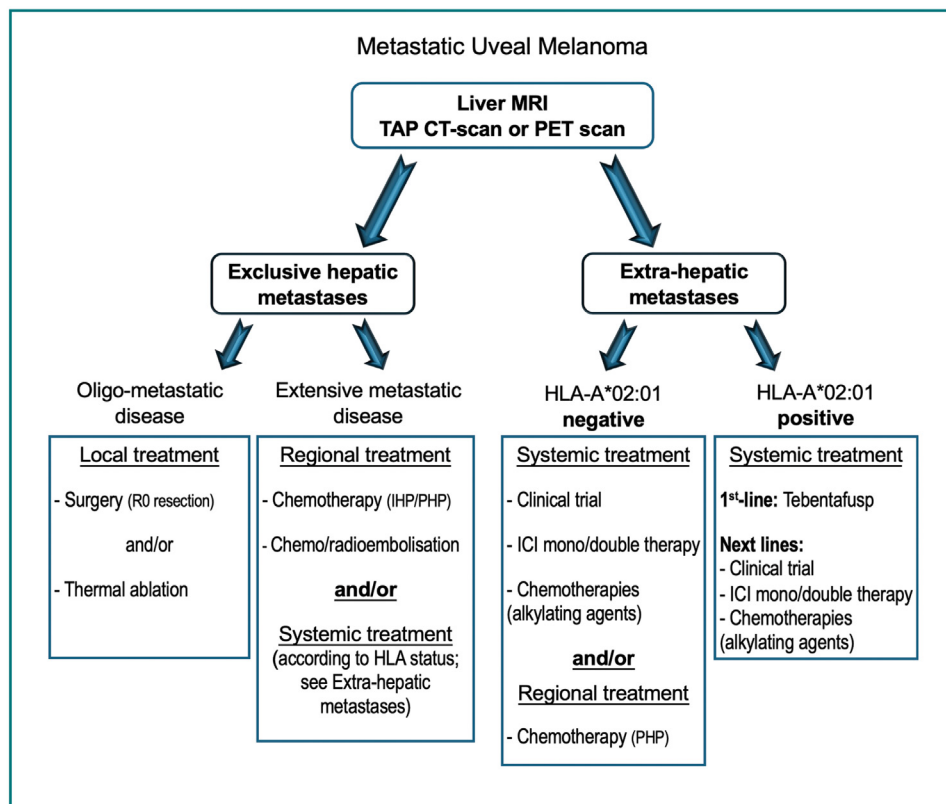 Metastatic Uveal Melanoma
Liver MRI
TAP CT-scan or PET scan
Exclusive hepatic
metastases
Extra-hepatic
metastases
Oligo-metastatic
disease
Local treatment
- Surgery (R0 resection)
and/or
- Thermal ablation
Extensive metastatic
disease
Regional treatment
- Chemotherapy (IHP/PHP)
- Chemo/radioembolisation
and/or
Systemic treatment
(according to HLA status;
see Extra-hepatic
metastases)
HLA-A*02:01
negative
Systemic treatment
- Clinical trial
- ICI mono/double therapy
- Chemotherapies
(alkylating agents)
and/or
Regional treatment
- Chemotherapy (PHP)
HLA-A*02:01
positive
Systemic treatment
1st-line: Tebentafusp
Next lines:
- Clinical trial
- ICI mono/double therapy
- Chemotherapies
(alkylating agents)